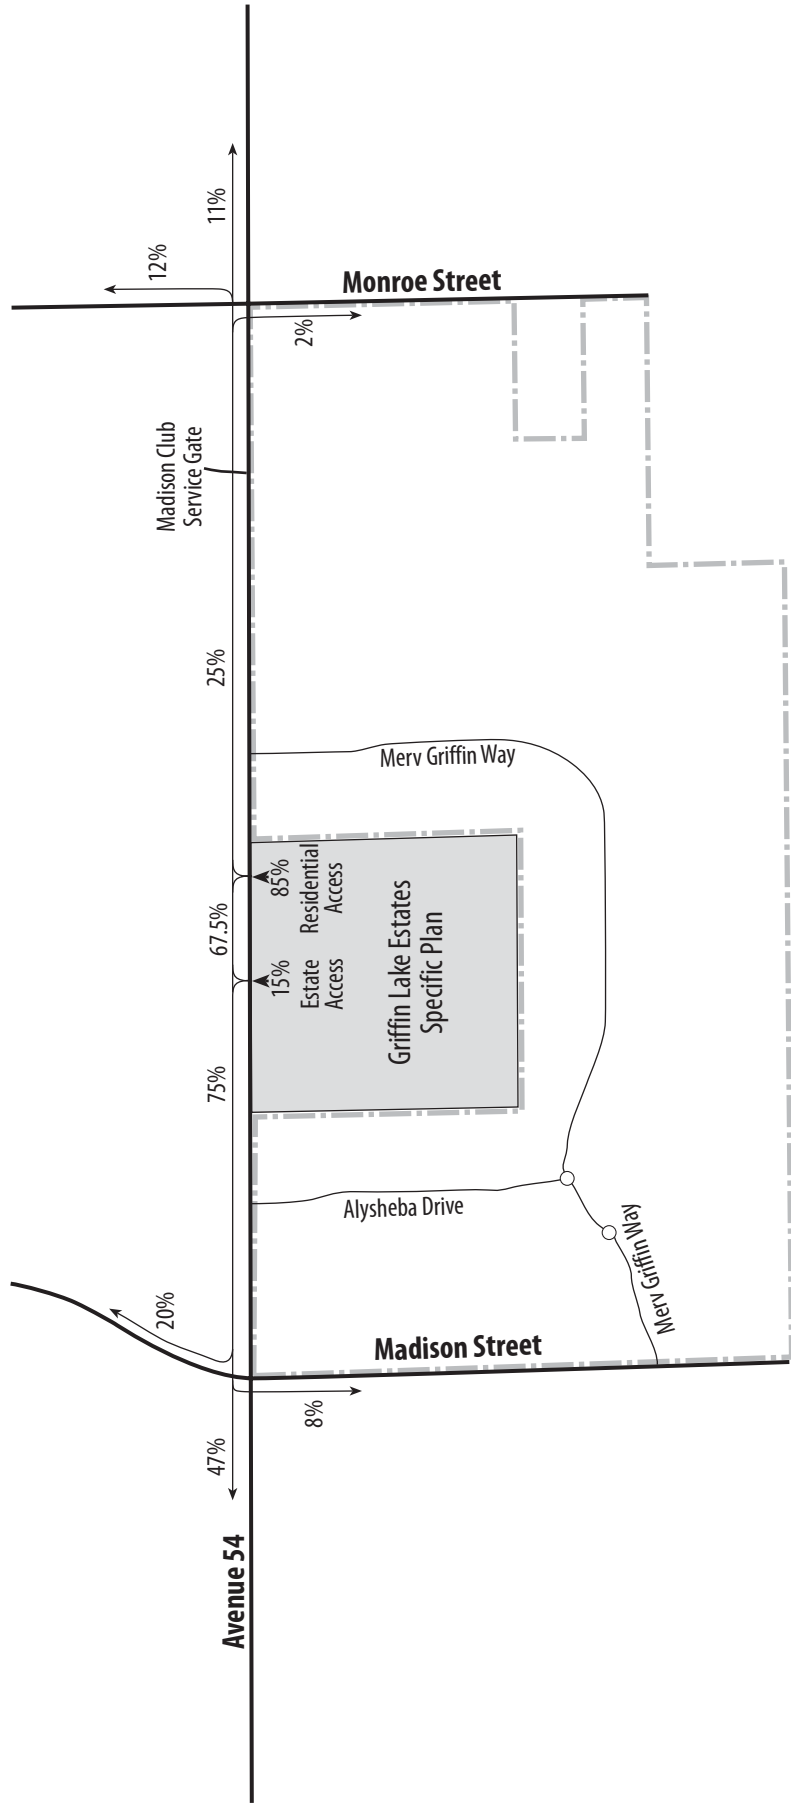 12%
11%
Monroe Street
2%
Madison Club
Service Gate
25%
Merv Griffin Way
85%
Residential
Access
67.5%
15%
Estate
Access
Griffin Lake Estates
Specific Plan
75%
Alysheba Drive
Merv Griffin Way
20%
Madison Street
8%
47%
Avenue 54